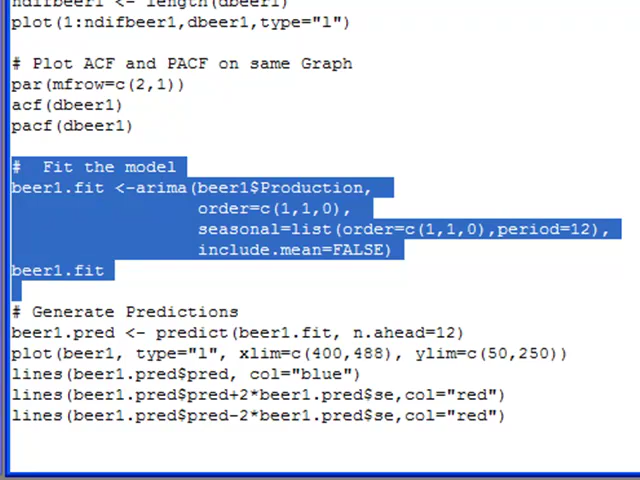 ndifbeer1 <- length(dbeer1)
plot(1:ndifbeer1,dbeer1,type="l")
# Plot ACF and PACF on same Graph
par(mfrow=c(2,1))
acf(dbeer1)
pacf(dbeer1)
#  Fit the model
beer1.fit <-arima(beer1$Production,
order=c(1,1,0),
seasonal=list(order=c(1,1,0),period=12),
include.mean=FALSE)
beer1.fit
# Generate Predictions
beer1.pred <- predict(beer1.fit, n.ahead=12)
plot(beer1, type="l", xlim=c(400,488), ylim=c(50,250))
lines(beer1.pred$pred, col="blue")
lines(beer1.pred$pred+2*beer1.pred$se,col="red")
lines(beer1.pred$pred-2*beer1.pred$se,col="red")